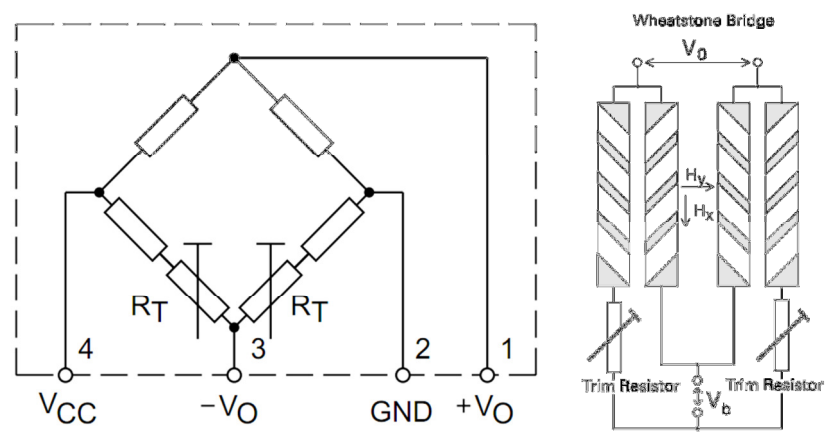 RT
RT
4
3
2
1
VCC
−VO
GND
+VO
Wheatstone Bridge
V0
Hy
Hx
Trim Resistor
Trim Resistor
Vb